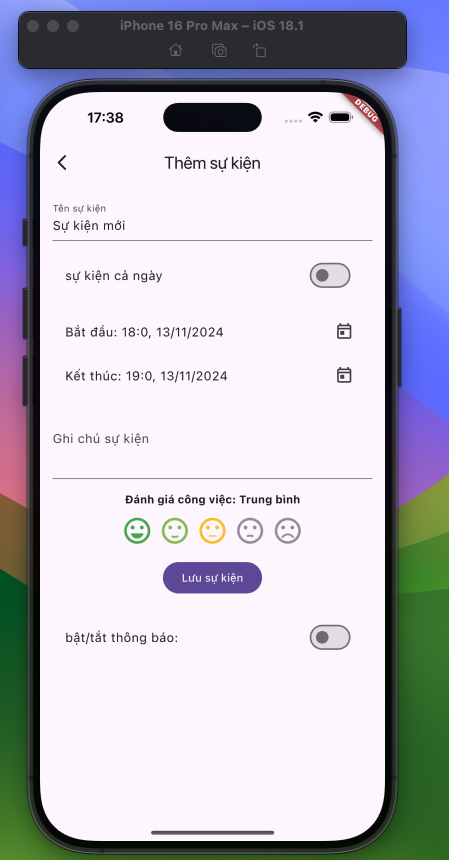 iPhone 16 Pro Max – iOS 18.1
17:38
DEBUG
Thêm sự kiện
Tên sự kiện
Sự kiện mới
sự kiện cả ngày
Bắt đầu: 18:0, 13/11/2024
Kết thúc: 19:0, 13/11/2024
Ghi chú sự kiện
Đánh giá công việc: Trung bình
Lưu sự kiện
bật/tắt thông báo: